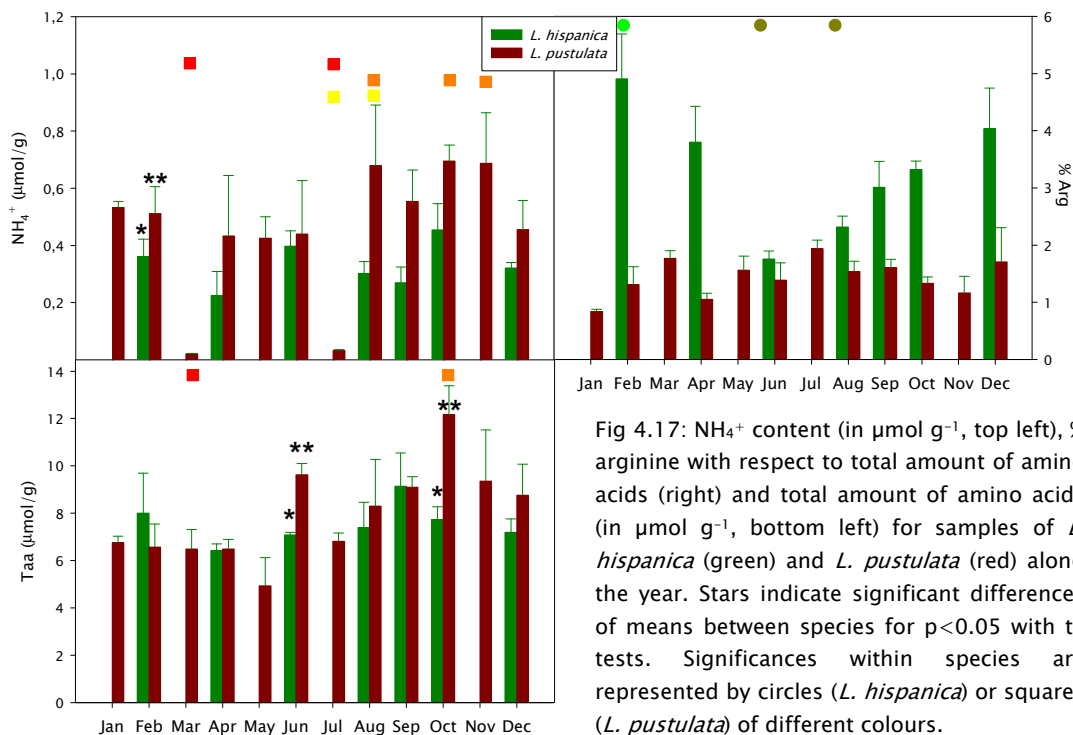 1,2
1,0
0,8
0,6
0,4
0,2
NH₄⁺ (µmol/g)
** 
*
L. hispanica
L. pustulata
6
5
4
3
2
1
0
% Arg
Jan Feb Mar Apr May Jun Jul Aug Sep Oct Nov Dec
14
12
10
8
6
4
2
0
Taa (µmol/g)
**
**
*
*
Jan Feb Mar Apr May Jun Jul Aug Sep Oct Nov Dec
Fig 4.17: NH₄⁺ content (in µmol g⁻¹, top left), %
arginine with respect to total amount of amino
acids (right) and total amount of amino acid
(in µmol g⁻¹, bottom left) for samples of L
hispanica (green) and L. pustulata (red) along
the year. Stars indicate significant difference
of means between species for p<0.05 with t
tests. Significances within species ar
represented by circles (L. hispanica) or square
(L. pustulata) of different colours.